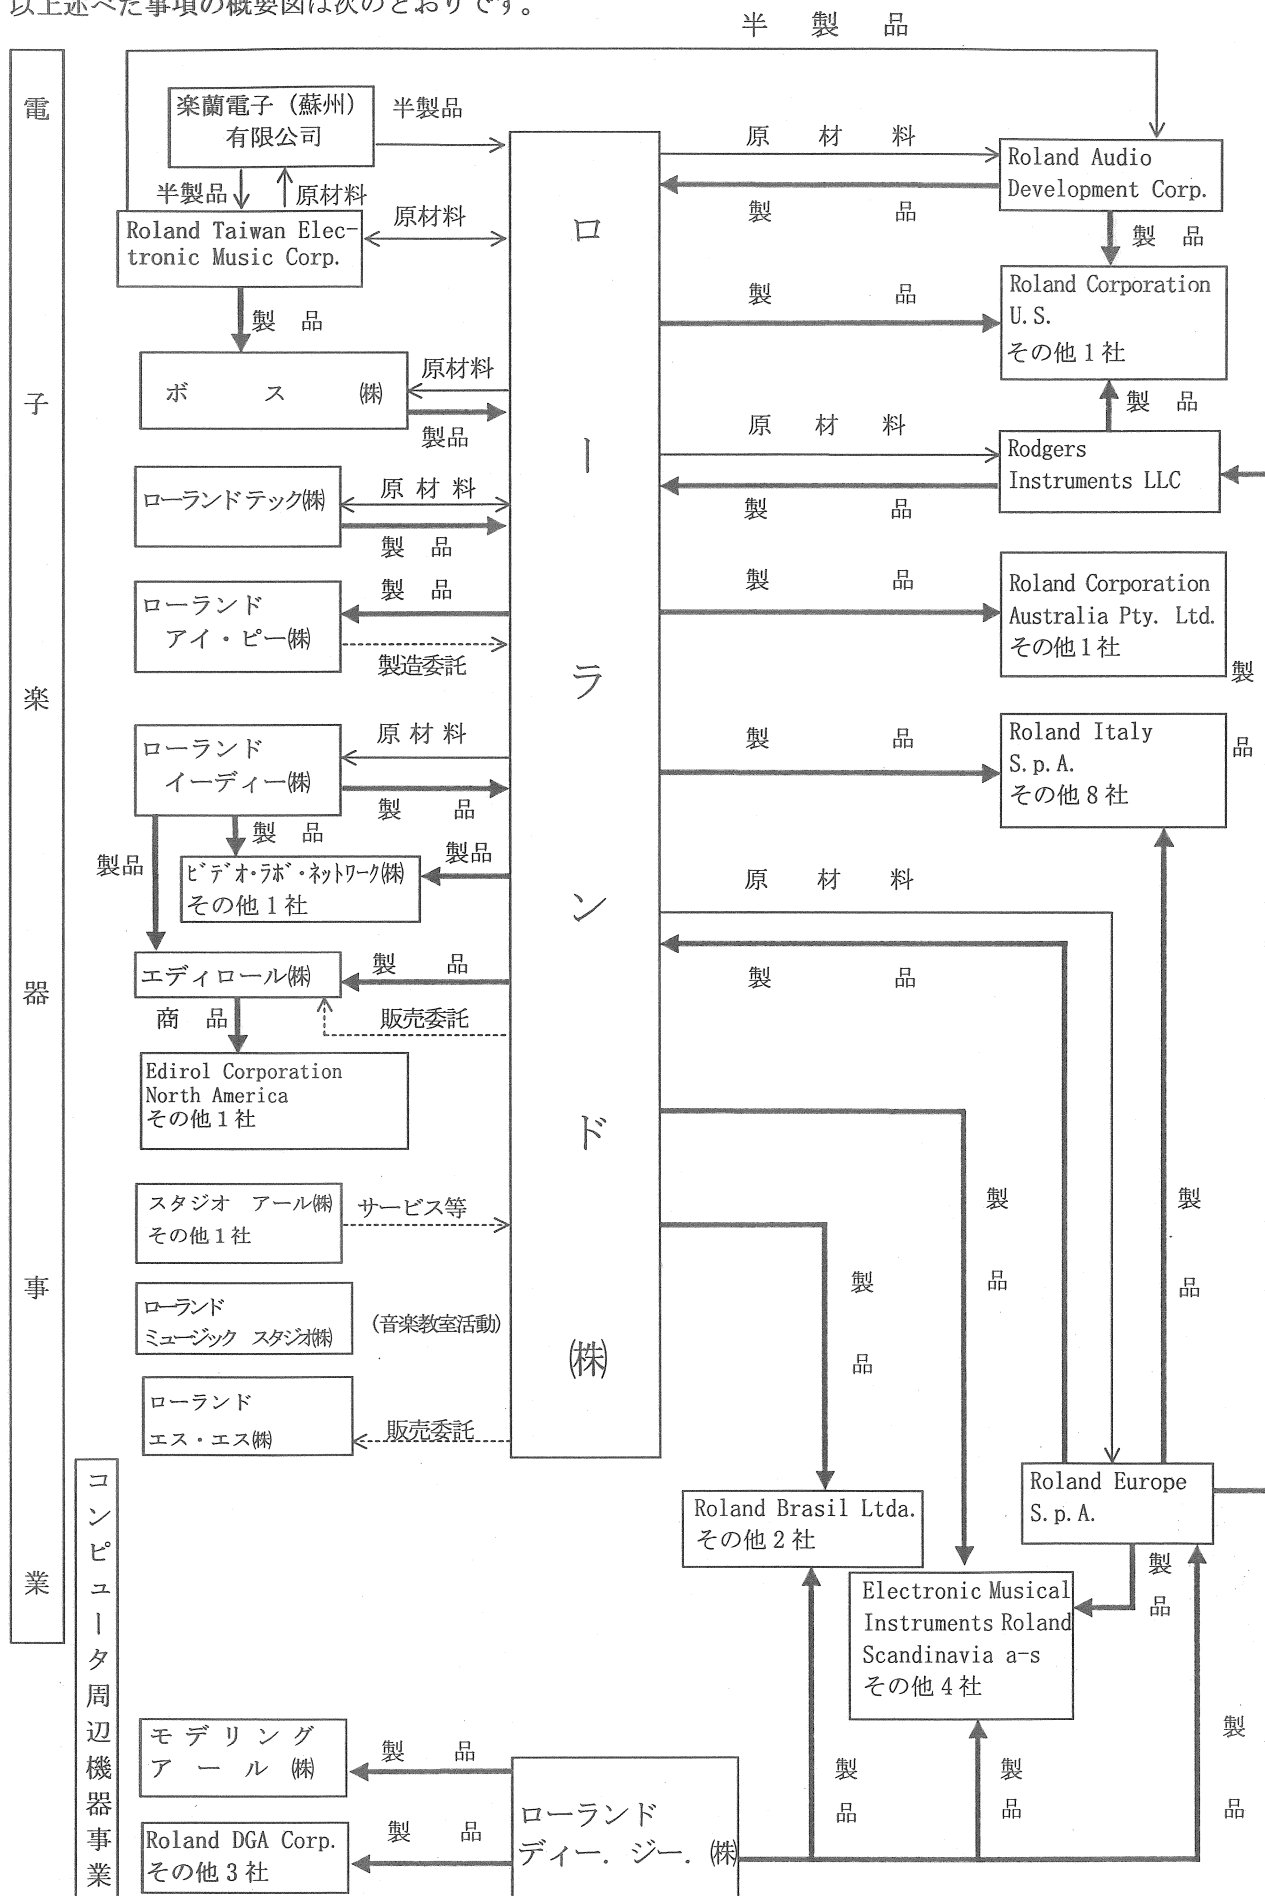 以上述べた事項の概要図は次のとおりです。
半製品
電子楽器事業
楽蘭電子（蘇州）
有限公司
半製品
半製品
原材料
Roland Taiwan Elec-
tronic Music Corp.
原材料
製品
ボス㈱
原材料
製品
ローランド テック㈱
原材料
製品
ローランド
アイ・ピー㈱
製品
製造委託
ローランド
イーディー㈱
原材料
製品
製品
製品
ﾋﾞﾃﾞｵ･ﾗﾎﾞ･ﾈｯﾄﾜｰｸ㈱
その他１社
製品
エディロール㈱
製品
販売委託
商品
Edirol Corporation
North America
その他１社
スタジオ　アール㈱
その他１社
サービス等
ローランド
ミュージック　スタジオ㈱
（音楽教室活動）
ローランド
エス・エス㈱
販売委託
ローランド㈱
原材料
製品
Roland Audio
Development Corp.
製品
製品
Roland Corporation
U.S.
その他１社
製品
原材料
製品
Rodgers
Instruments LLC
製品
Roland Corporation
Australia Pty. Ltd.
その他１社
製品
製品
Roland Italy
S.p.A.
その他８社
原材料
製品
製品
製品
製品
Roland Europe
S.p.A.
Roland Brasil Ltda.
その他２社
製品
Electronic Musical
Instruments Roland
Scandinavia a-s
その他４社
コンピュータ周辺機器事業
モデリング
アール㈱
製品
Roland DGA Corp.
その他３社
製品
ローランド
ディー．ジー．㈱
製品
製品
製品